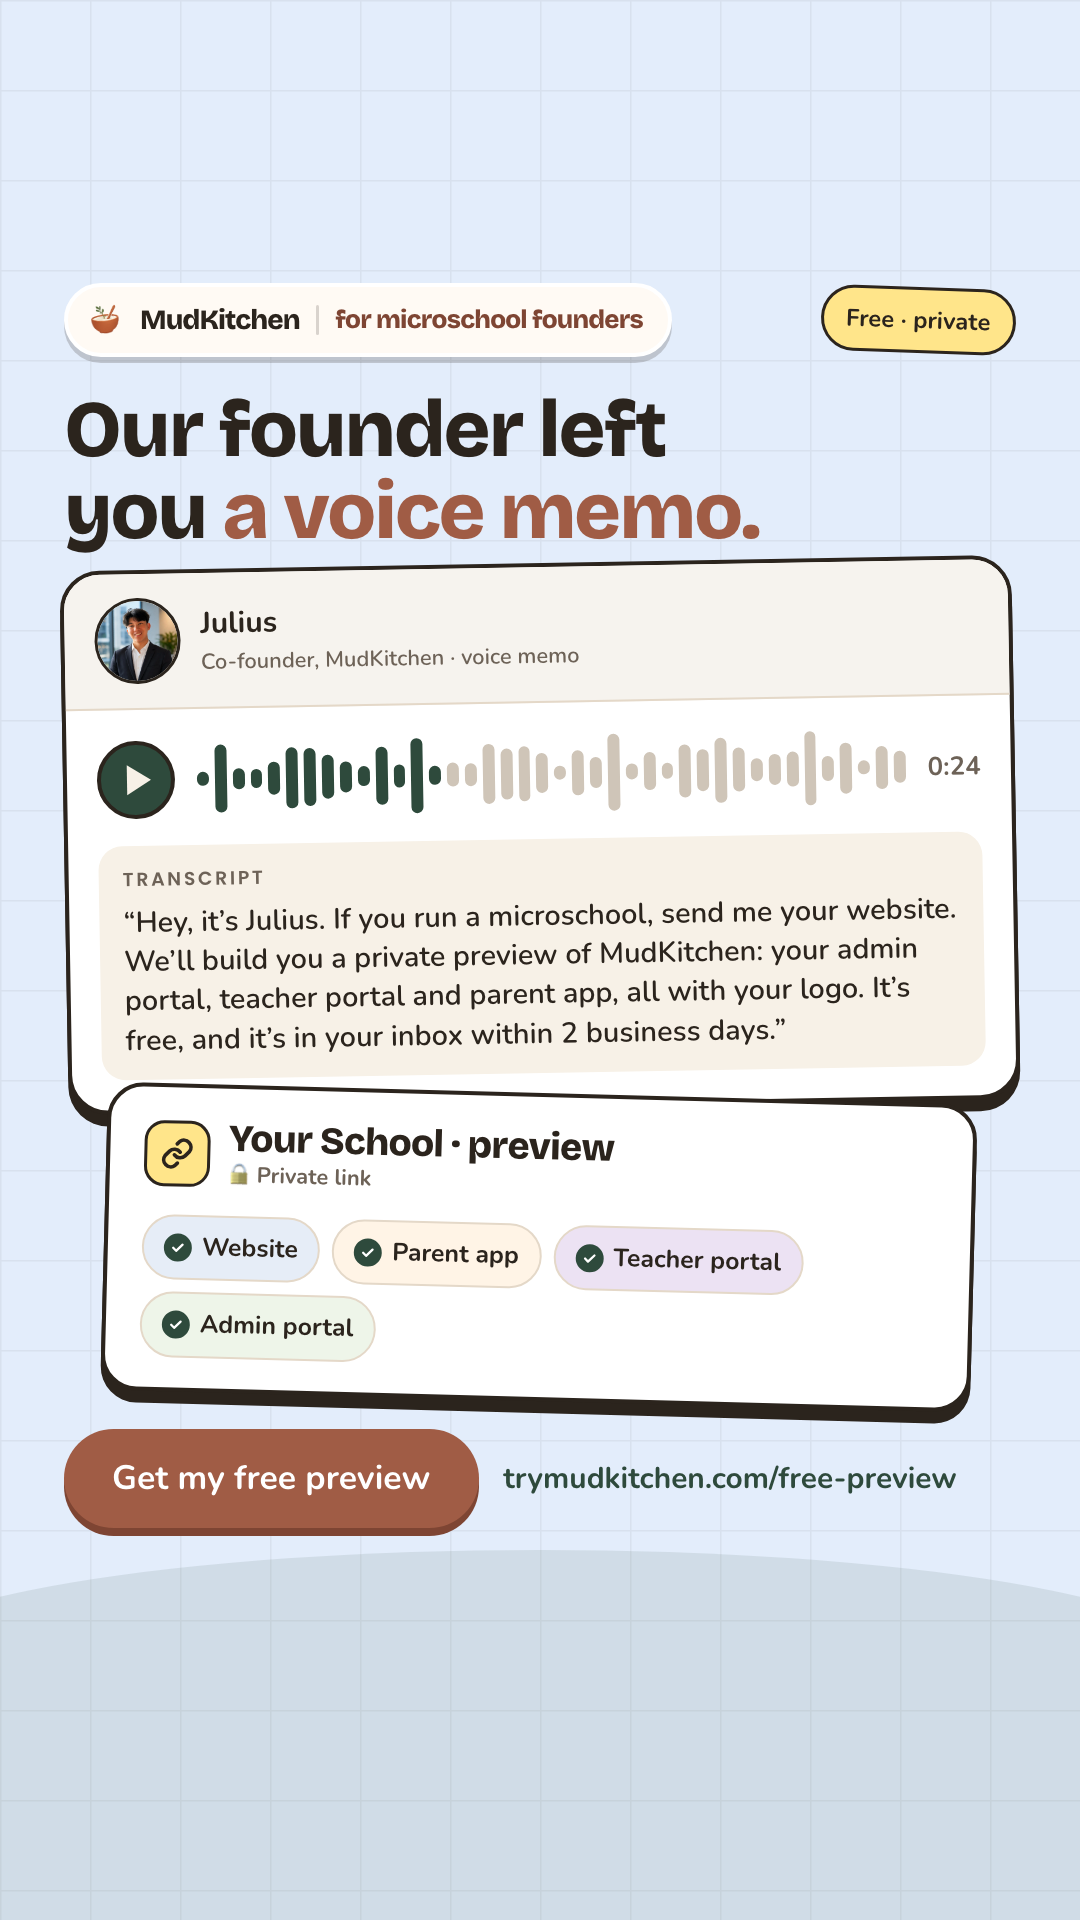 MudKitchen | for microschool founders
Free · private
Our founder left
you a voice memo.
Julius
Co-founder, MudKitchen · voice memo
0:24
TRANSCRIPT
“Hey, it’s Julius. If you run a microschool, send me your website.
We’ll build you a private preview of MudKitchen: your admin
portal, teacher portal and parent app, all with your logo. It’s
free, and it’s in your inbox within 2 business days.”
Your School · preview
🔒 Private link
Website
Parent app
Teacher portal
Admin portal
Get my free preview
trymudkitchen.com/free-preview